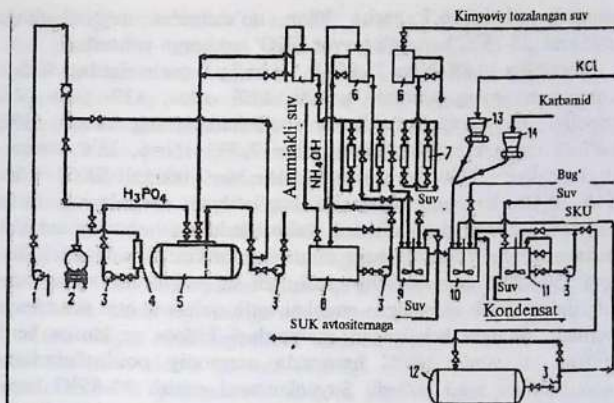 Kimyoviy tozalangan suv
KCl
Karbamid
6
6
13
14
Ammiakli suv
NH4OH
7
Bug'
Suv
SKU
H3PO4
Suv
1
2
3
4
5
3
8
3
9
10
11
3
Suv
Suv
Kondensat
SUK avtositernaga
12
3